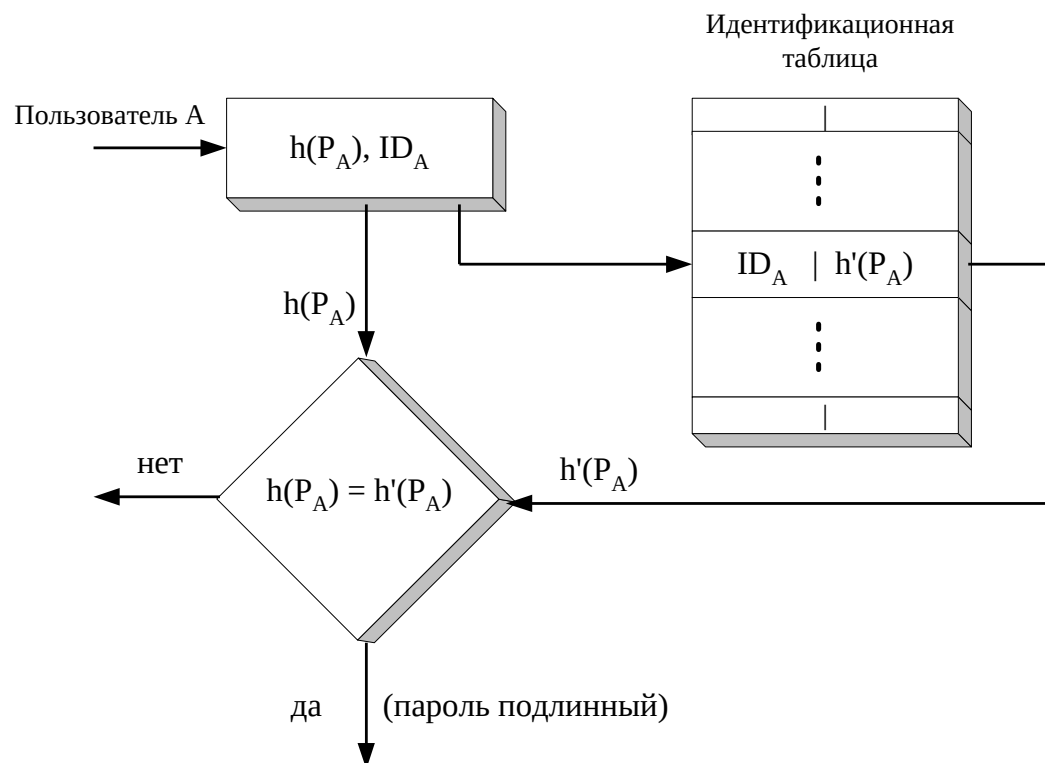 Идентификационная
таблица
Пользователь А
h(P_A), ID_A
|
ID_A | h'(P_A)
h(P_A)
|
нет
h'(P_A)
h(P_A) = h'(P_A)
да (пароль подлинный)